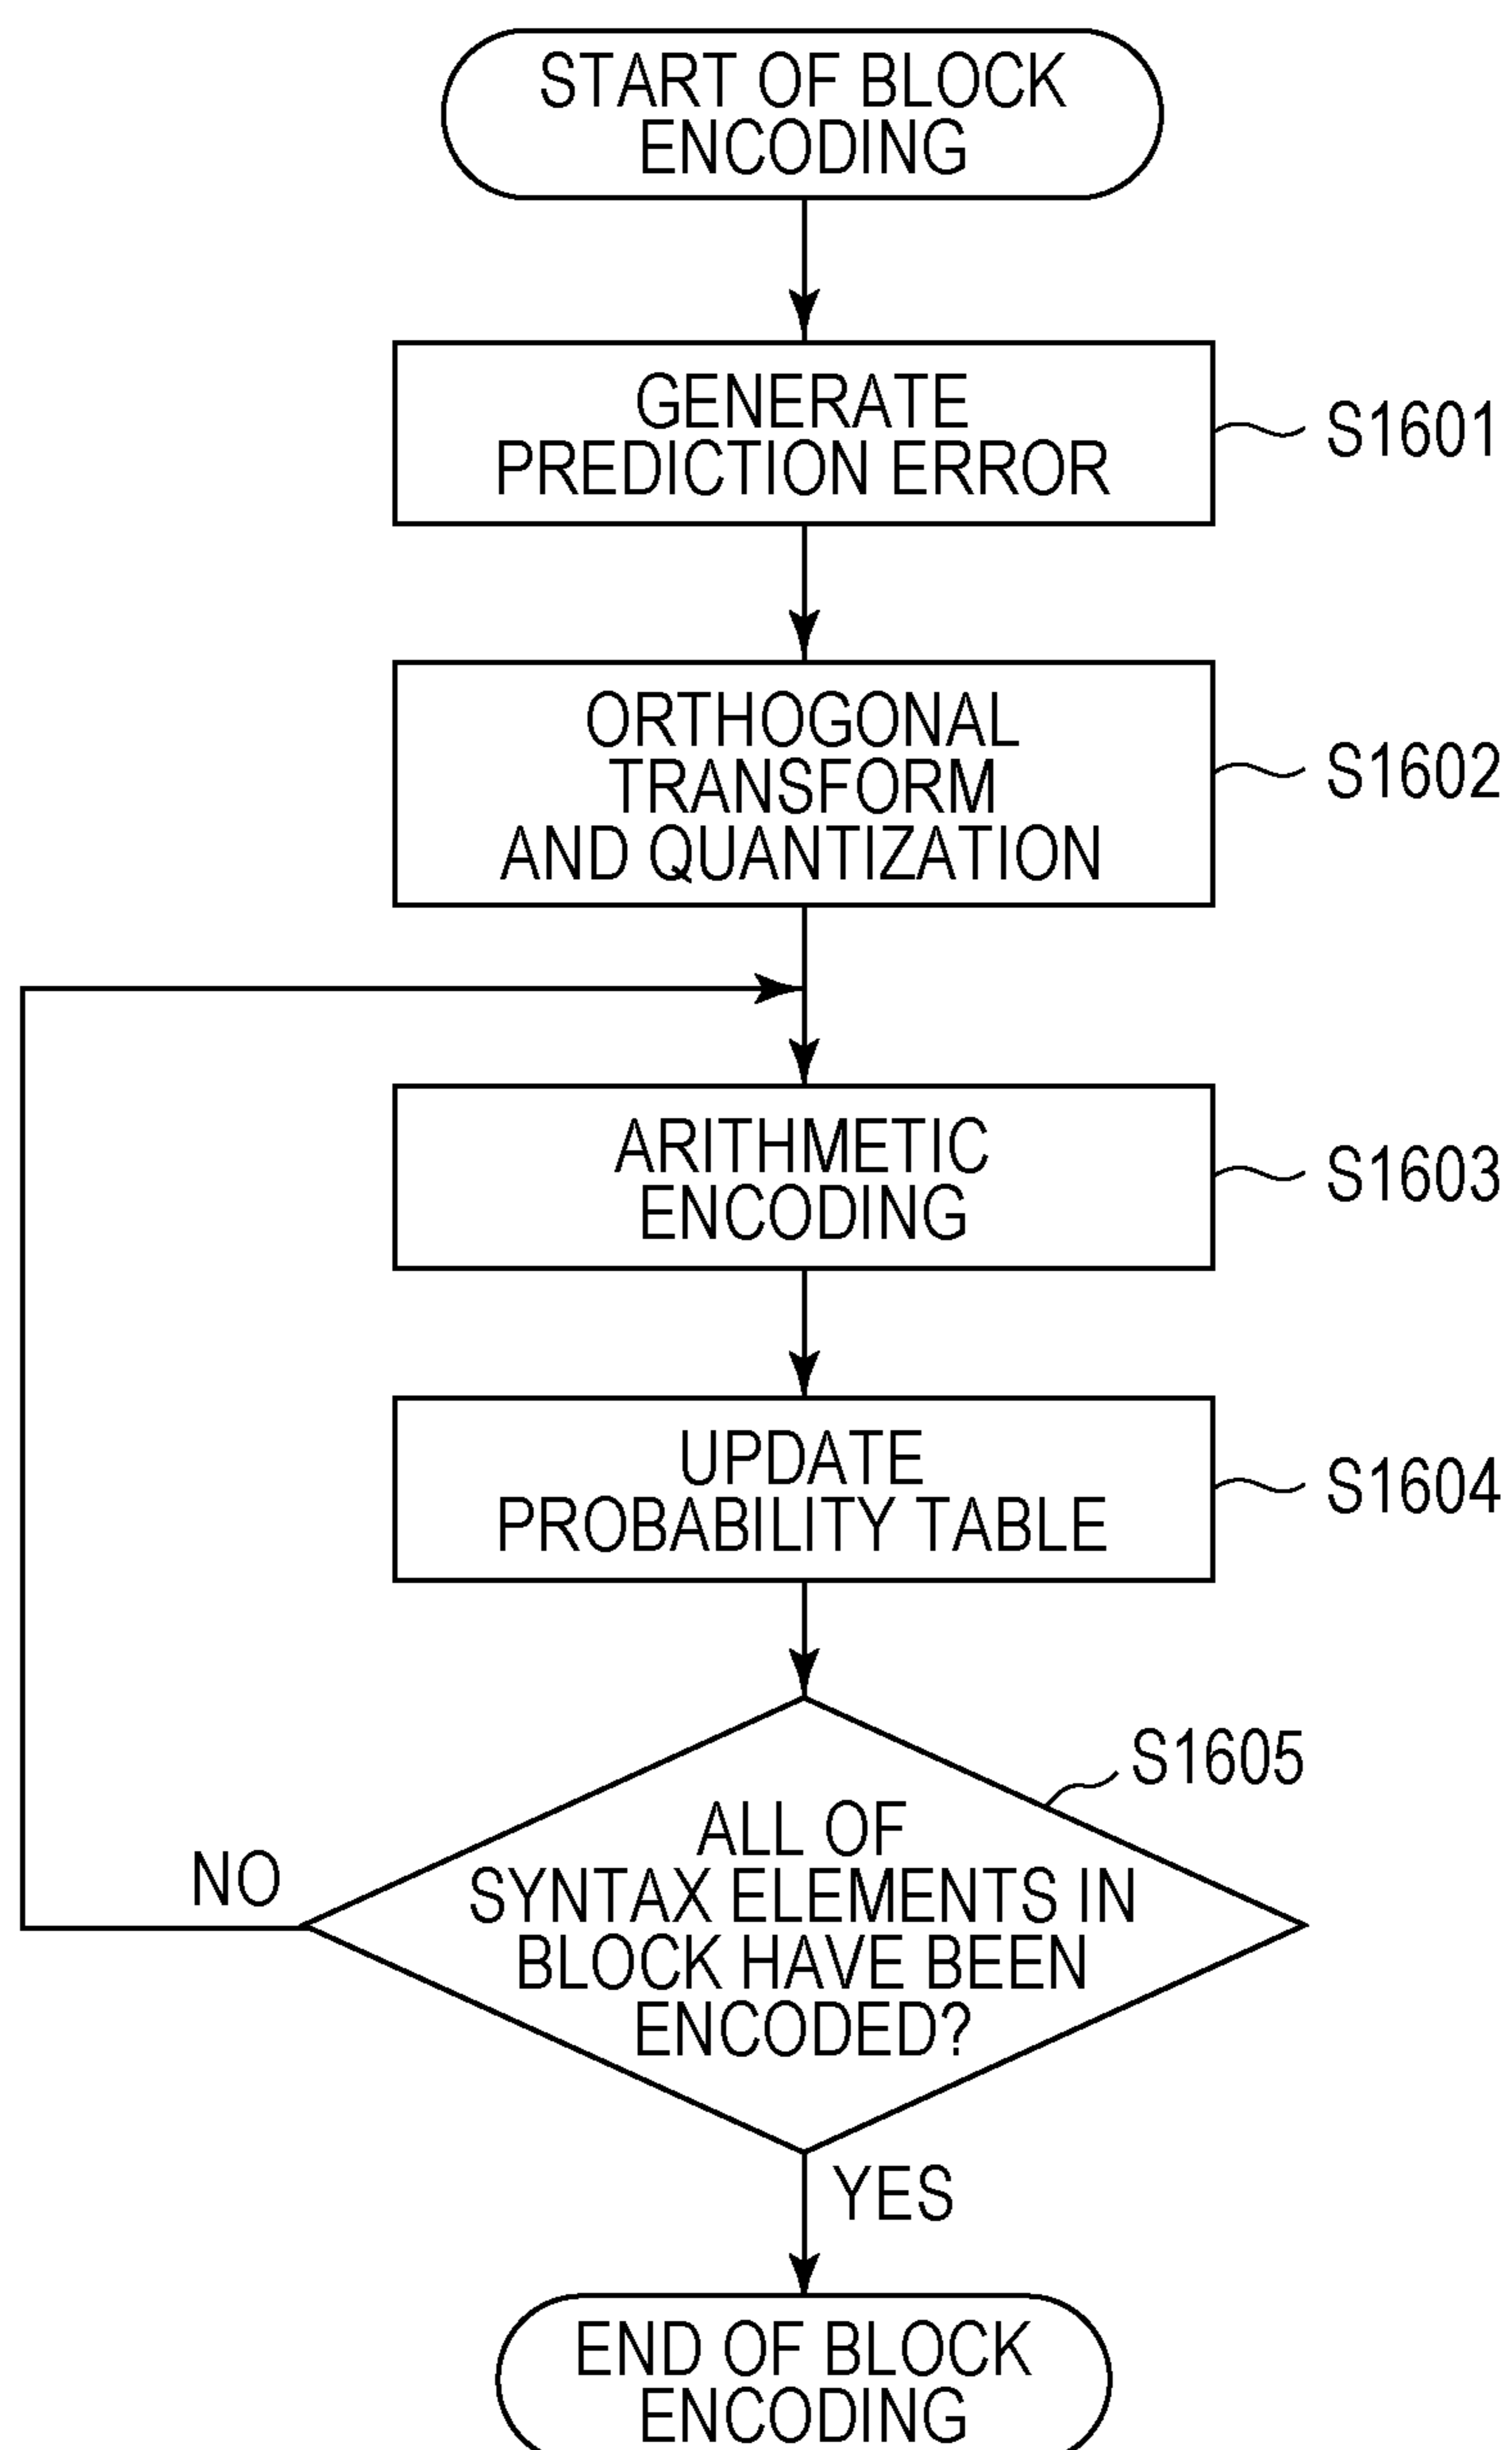 START OF BLOCK
ENCODING
GENERATE
PREDICTION ERROR
S1601
ORTHOGONAL
TRANSFORM
AND QUANTIZATION
S1602
ARITHMETIC
ENCODING
S1603
UPDATE
PROBABILITY TABLE
S1604
S1605
ALL OF
SYNTAX ELEMENTS IN
BLOCK HAVE BEEN
ENCODED?
NO
YES
END OF BLOCK
ENCODING